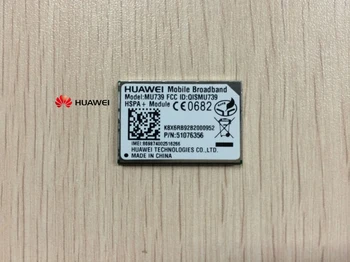 HUAWEI
HUAWEI Mobile Broadband
Model:MU739 FCC ID:QISMU739
HSPA+ Module CE0682
P/N:51076356
HUAWEI TECHNOLOGIES CO.,LTD.
MADE IN CHINA